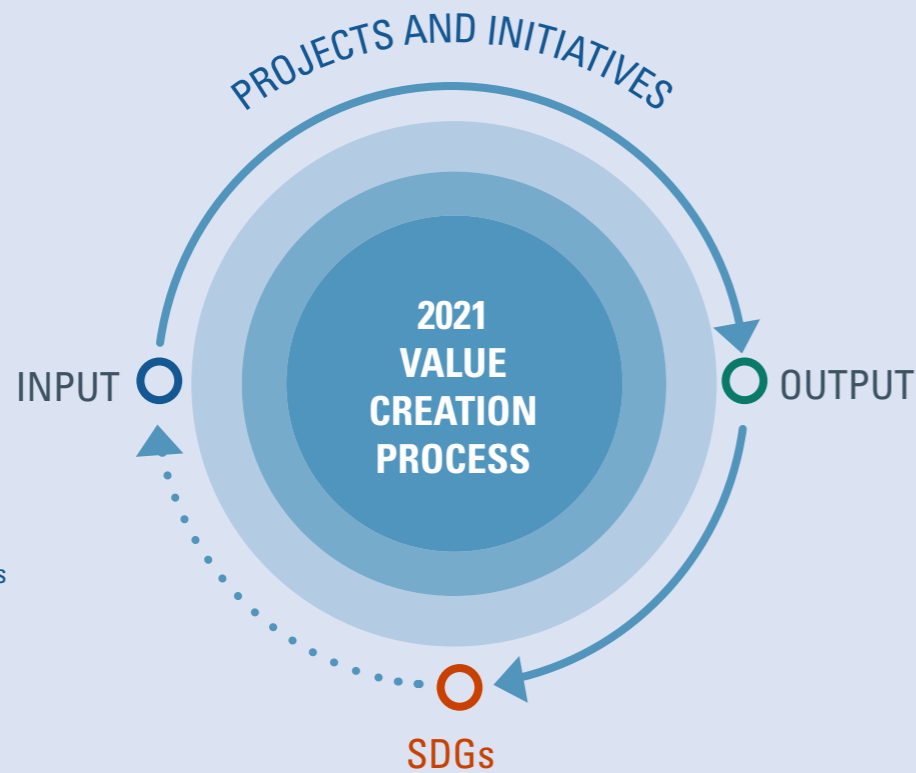 PROJECTS AND INITIATIVES
2021
VALUE
CREATION
PROCESS
INPUT
OUTPUT
s
SDGs